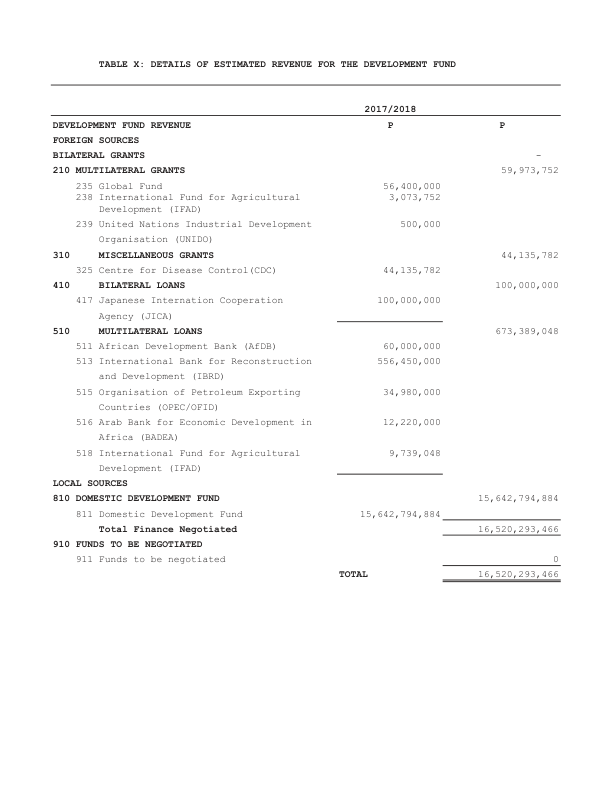 TABLE X: DETAILS OF ESTIMATED REVENUE FOR THE DEVELOPMENT FUND
2017/2018
DEVELOPMENT FUND REVENUE P P
FOREIGN SOURCES
BILATERAL GRANTS -
210 MULTILATERAL GRANTS 59,973,752
235 Global Fund 56,400,000
238 International Fund for Agricultural 3,073,752
Development (IFAD)
239 United Nations Industrial Development 500,000
Organisation (UNIDO)
310 MISCELLANEOUS GRANTS 44,135,782
325 Centre for Disease Control(CDC) 44,135,782
410 BILATERAL LOANS 100,000,000
417 Japanese Internation Cooperation 100,000,000
Agency (JICA)
510 MULTILATERAL LOANS 673,389,048
511 African Development Bank (AfDB) 60,000,000
513 International Bank for Reconstruction 556,450,000
and Development (IBRD)
515 Organisation of Petroleum Exporting 34,980,000
Countries (OPEC/OFID)
516 Arab Bank for Economic Development in 12,220,000
Africa (BADEA)
518 International Fund for Agricultural 9,739,048
Development (IFAD)
LOCAL SOURCES
810 DOMESTIC DEVELOPMENT FUND 15,642,794,884
811 Domestic Development Fund 15,642,794,884
Total Finance Negotiated 16,520,293,466
910 FUNDS TO BE NEGOTIATED
911 Funds to be negotiated 0
TOTAL 16,520,293,466